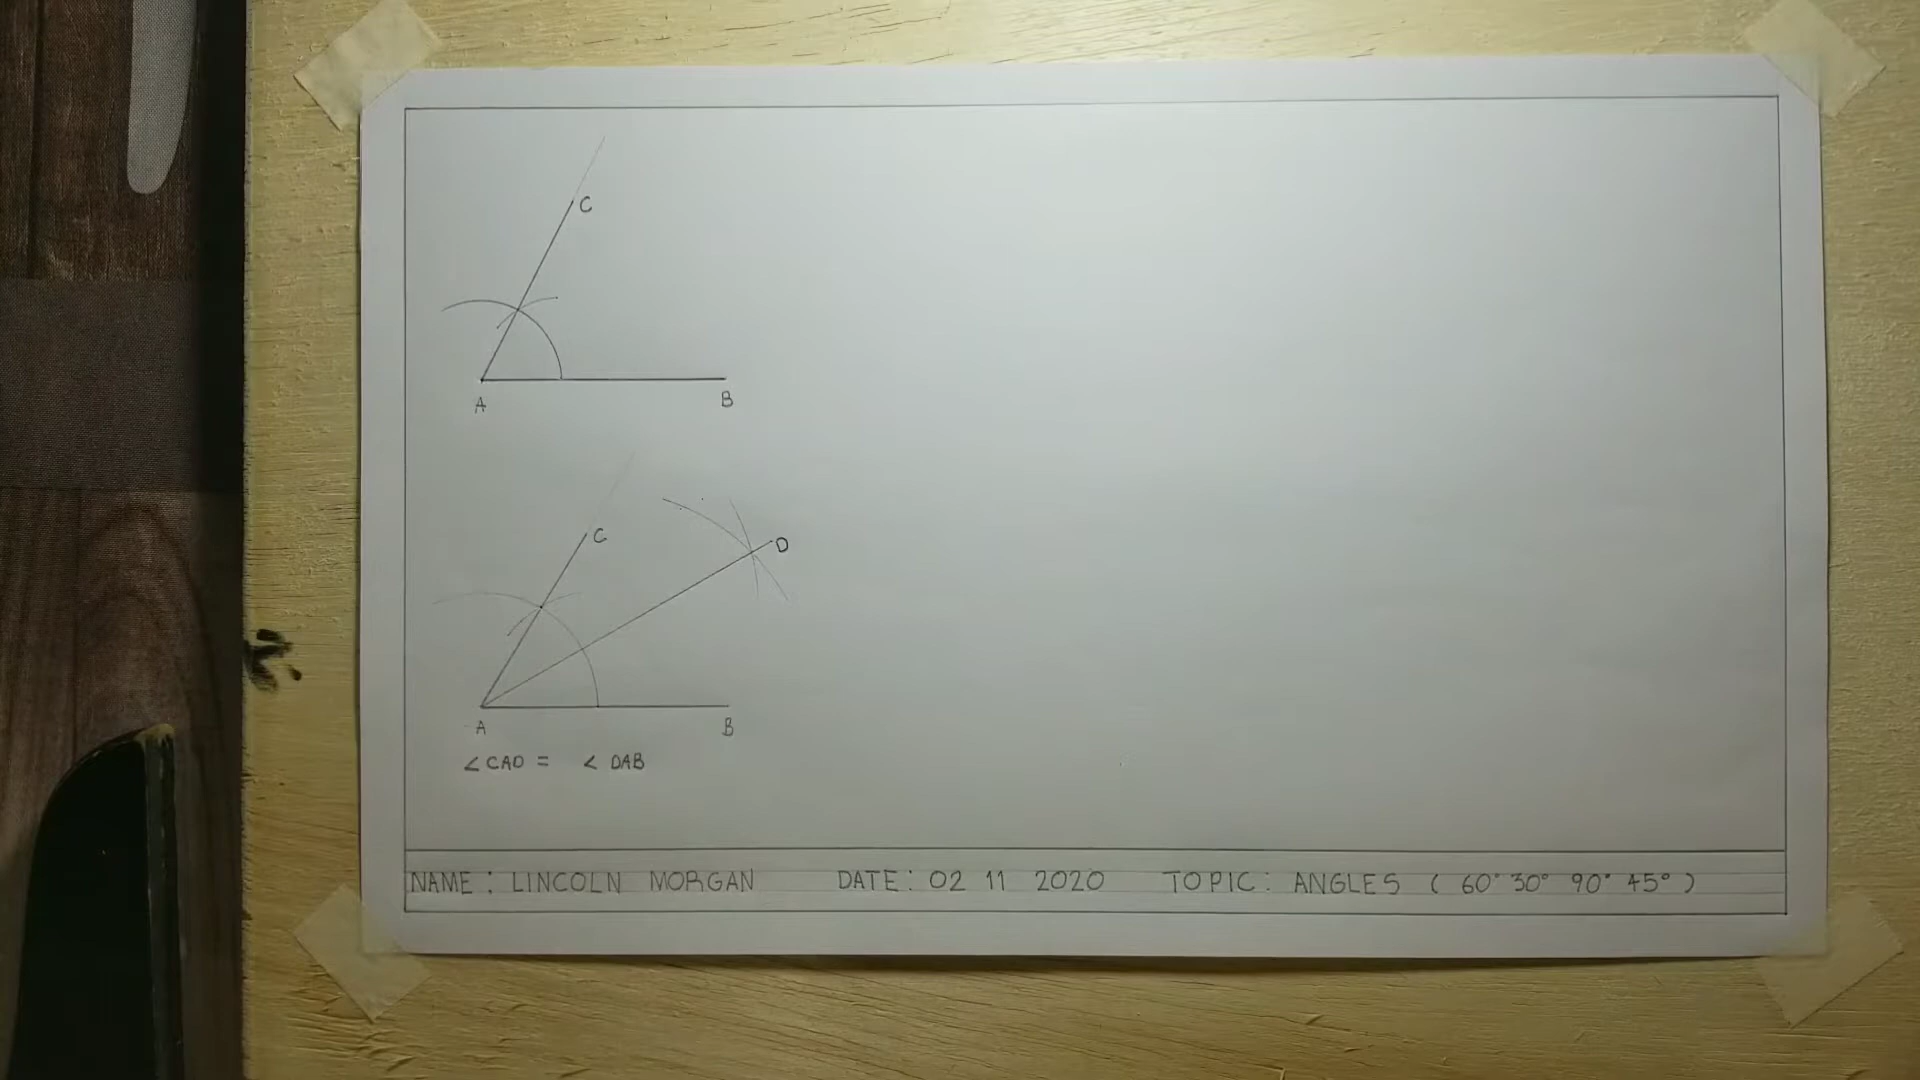 C
A B
C
D
A B
∠CAD = ∠DAB
NAME : LINCOLN MORGAN DATE : 02 11 2020 TOPIC : ANGLES ( 60° 30° 90° 45° )